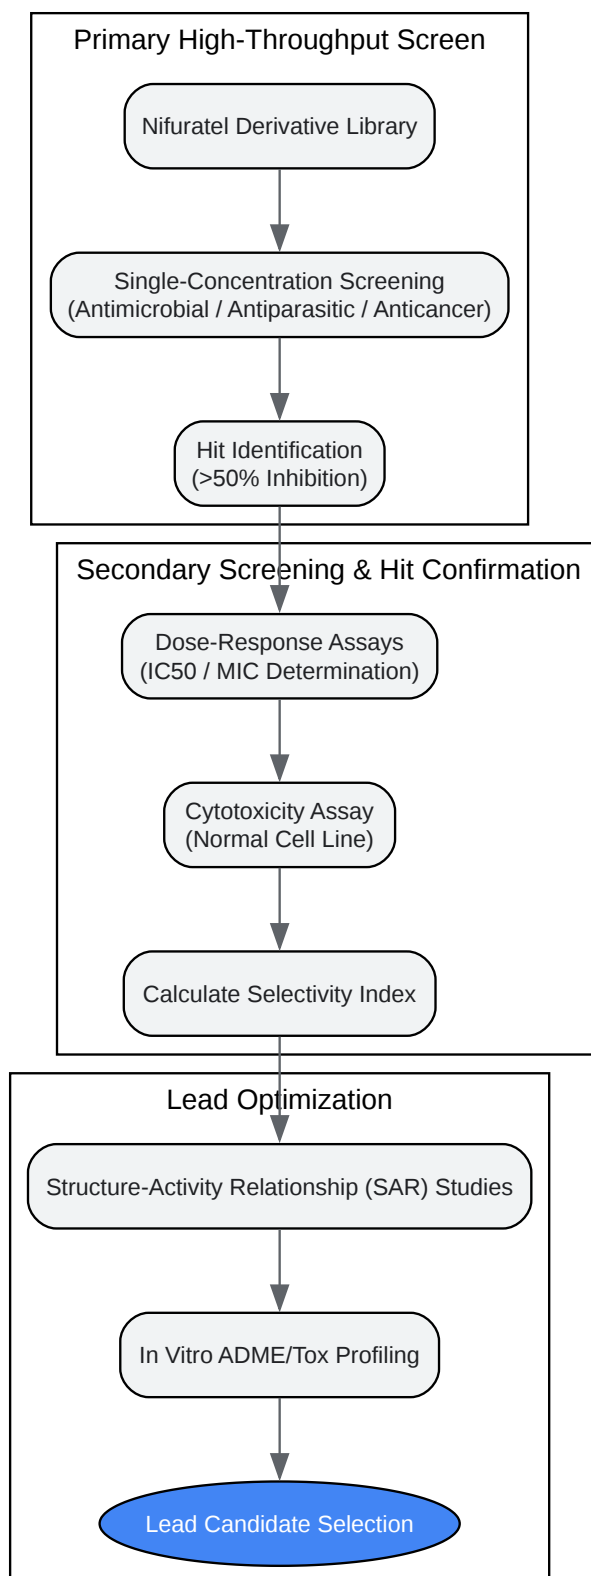 Primary High-Throughput Screen
Nifuratel Derivative Library
Single-Concentration Screening
(Antimicrobial / Antiparasitic / Anticancer)
Hit Identification
(>50% Inhibition)
Secondary Screening & Hit Confirmation
Dose-Response Assays
(IC50 / MIC Determination)
Cytotoxicity Assay
(Normal Cell Line)
Calculate Selectivity Index
Lead Optimization
Structure-Activity Relationship (SAR) Studies
In Vitro ADME/Tox Profiling
Lead Candidate Selection